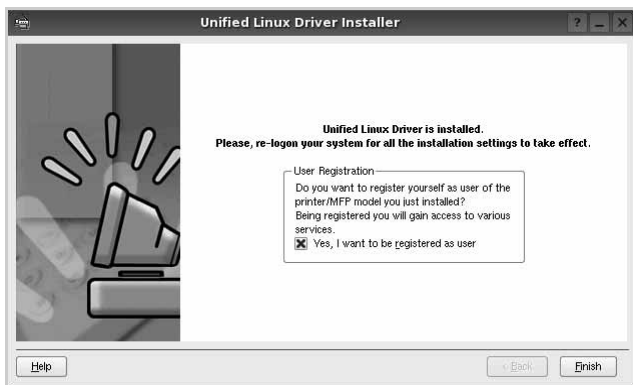 Unified Linux Driver Installer
Unified Linux Driver is installed.
Please, re-logon your system for all the installation settings to take effect.
User Registration
Do you want to register yourself as user of the
printer/MFP model you just installed?
Being registered you will gain access to various
services.
Yes, I want to be registered as user
Help
< Back
Finish